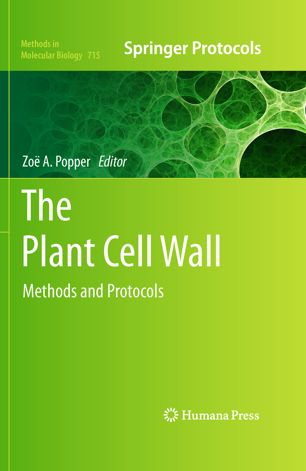 Methods in
Molecular Biology 715
Springer Protocols
Zoë A. Popper Editor
The
Plant Cell Wall
Methods and Protocols
Humana Press